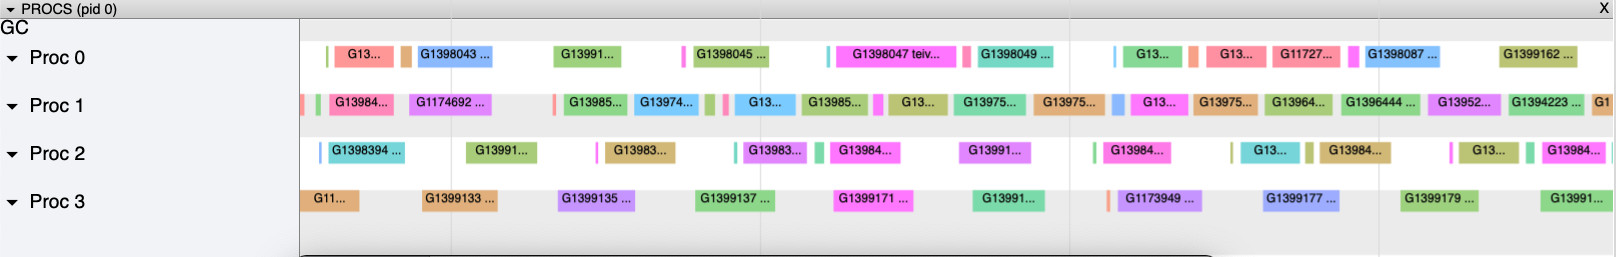 PROCS (pid 0) X
GC
Proc 0 G13... G1398043 ... G13991... G1398045 ... G1398047 teiv... G1398049 ... G13... G13... G11727... G1398087 ... G1399162 ...
Proc 1 G13984... G1174692 ... G13985... G13974... G13... G13985... G13... G13975... G13975... G13... G13975... G13964... G1396444 ... G13952... G1394223 ... G1
Proc 2 G1398394 ... G13991... G13983... G13983... G13984... G13991... G13984... G13... G13984... G13... G13984...
Proc 3 G11... G1399133 ... G1399135 ... G1399137 ... G1399171 ... G13991... G1173949 ... G1399177 ... G1399179 ... G13991...